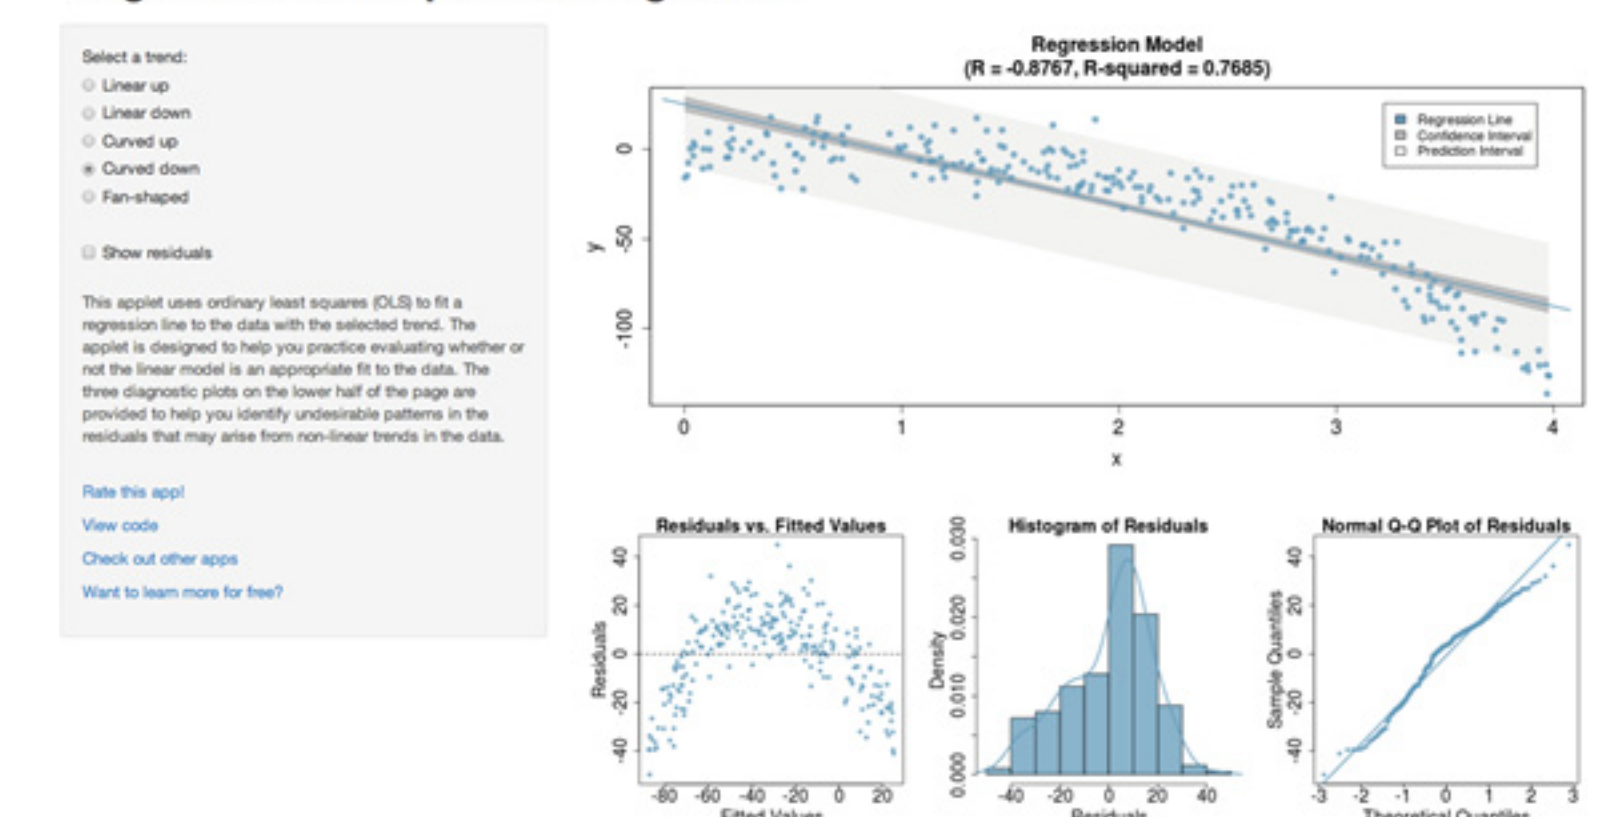 Select a trend:
Linear up
Linear down
Curved up
Curved down
Fan-shaped
Show residuals
This applet uses ordinary least squares (OLS) to fit a
regression line to the data with the selected trend. The
applet is designed to help you practice evaluating whether or
not the linear model is an appropriate fit to the data. The
three diagnostic plots on the lower half of the page are
provided to help you identify undesirable patterns in the
residuals that may arise from non-linear trends in the data.
Rate this app!
View code
Check out other apps
Want to learn more for free?
Regression Model
(R = -0.8767, R-squared = 0.7685)
Regression Line
Confidence Interval
Prediction Interval
y
0
-50
-100
0 1 2 3 4
x
Residuals vs. Fitted Values
Residuals
40
20
0
-20
-40
-80 -60 -40 -20 0 20
Fitted Values
Histogram of Residuals
Density
0.030
0.020
0.010
0.000
-40 -20 0 20 40
Residuals
Normal Q-Q Plot of Residuals
Sample Quantiles
40
20
0
-20
-40
-3 -2 -1 0 1 2 3
Theoretical Quantiles